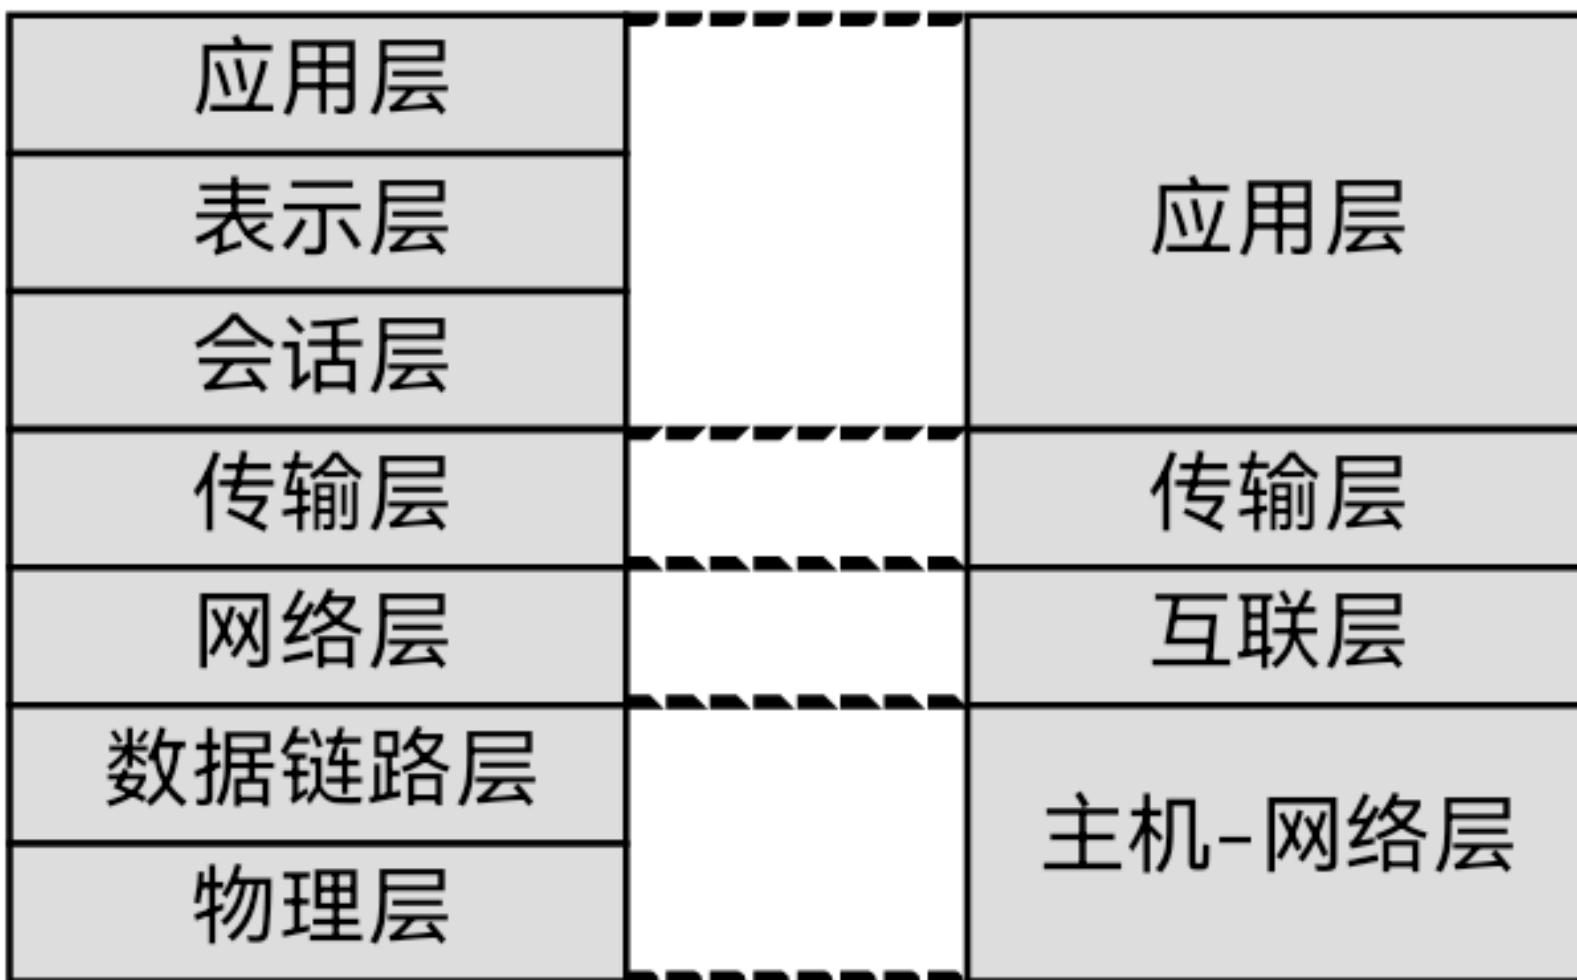 应用层
表示层
会话层
传输层
网络层
数据链路层
物理层
应用层
传输层
互联层
主机-网络层